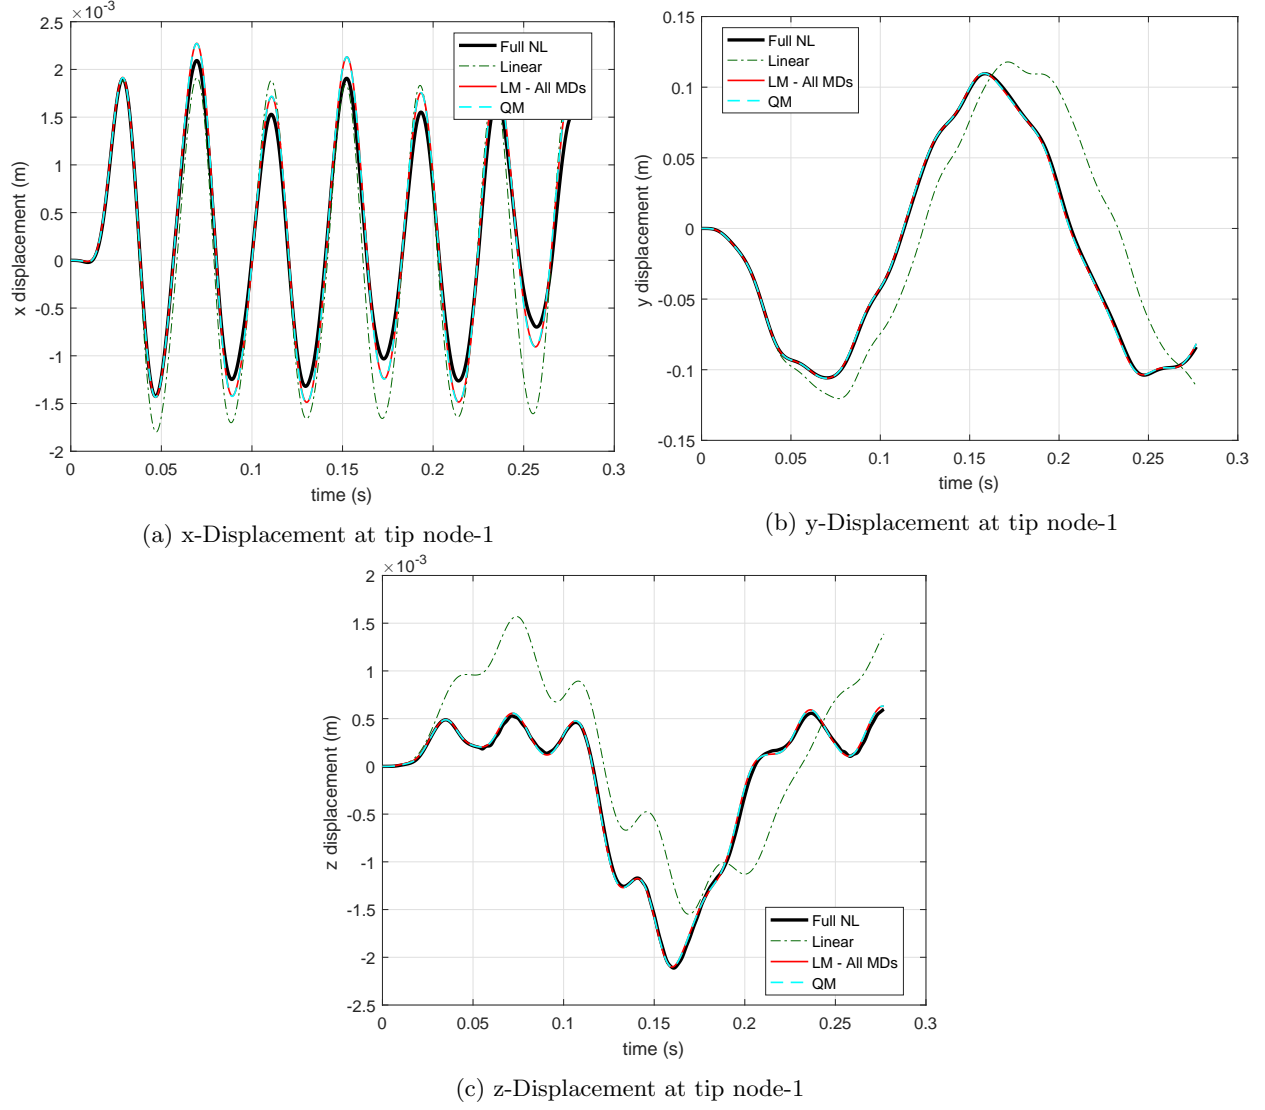 ×10⁻³
2.5
2
1.5
1
0.5
0
-0.5
-1
-1.5
-2
x displacement (m)
0 0.05 0.1 0.15 0.2 0.25 0.3
time (s)
Full NL
Linear
LM - All MDs
QM
(a) x-Displacement at tip node-1
0.15
0.1
0.05
0
-0.05
-0.1
-0.15
y displacement (m)
0 0.05 0.1 0.15 0.2 0.25 0.3
time (s)
Full NL
Linear
LM - All MDs
QM
(b) y-Displacement at tip node-1
×10⁻³
2
1.5
1
0.5
0
-0.5
-1
-1.5
-2
-2.5
z displacement (m)
0 0.05 0.1 0.15 0.2 0.25 0.3
time (s)
Full NL
Linear
LM - All MDs
QM
(c) z-Displacement at tip node-1